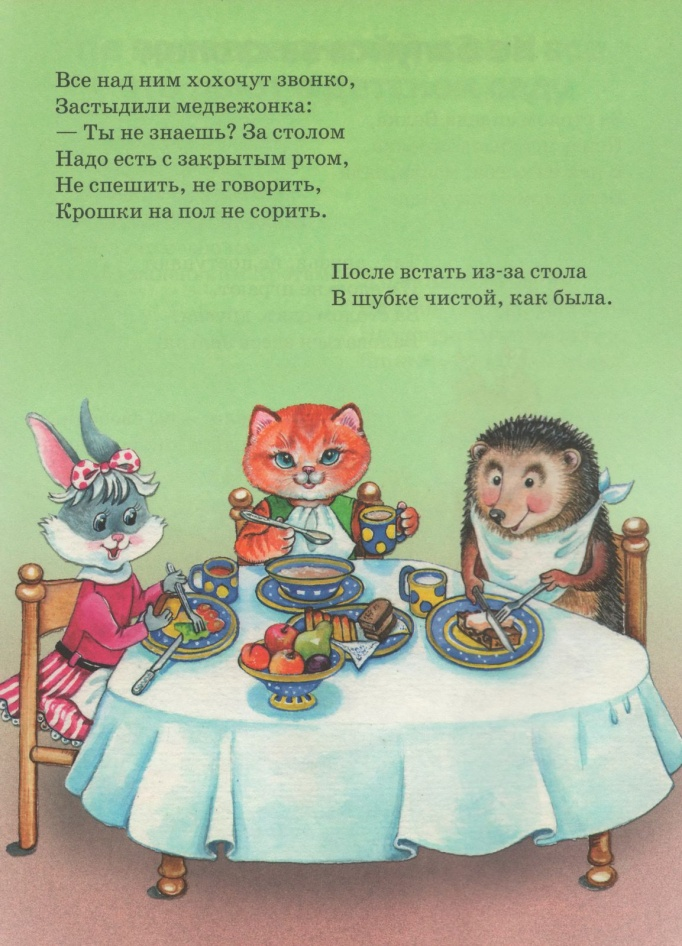 Все над ним хохочут звонко,
Застыдили медвежонка:
— Ты не знаешь? За столом
Надо есть с закрытым ртом,
Не спешить, не говорить,
Крошки на пол не сорить.
После встать из-за стола
В шубке чистой, как была.